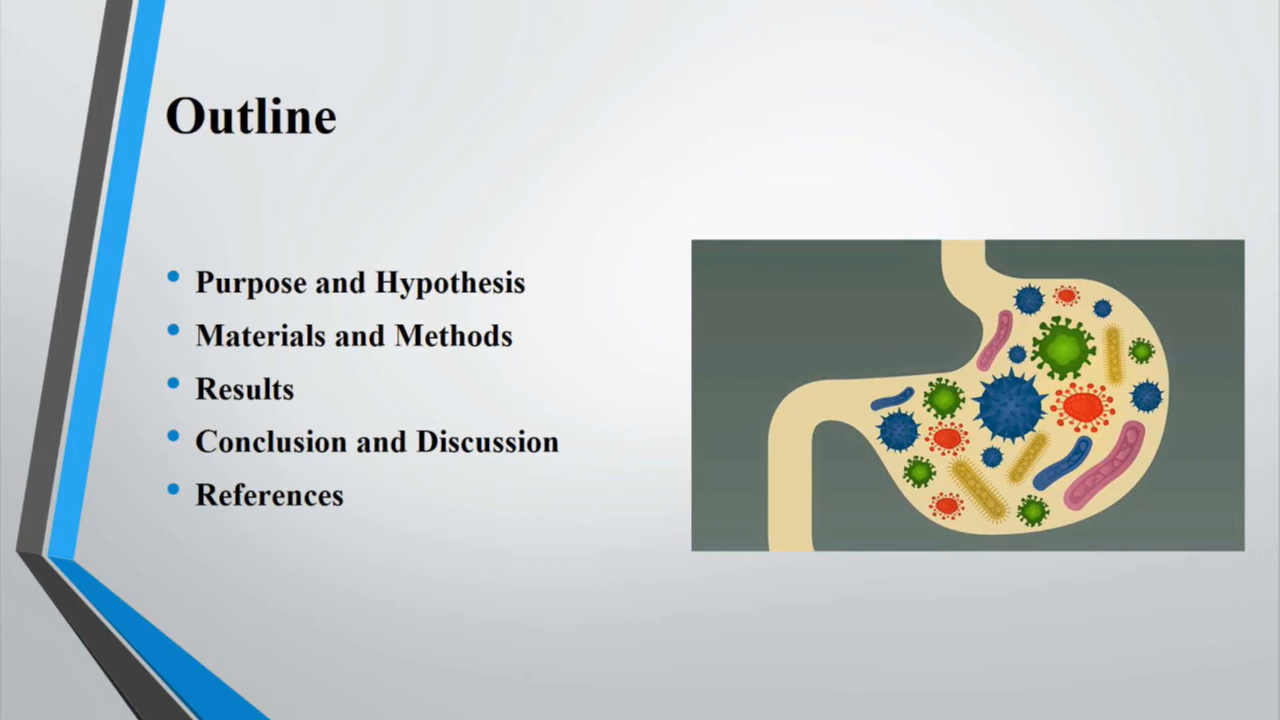 Outline
• Purpose and Hypothesis
• Materials and Methods
• Results
• Conclusion and Discussion
• References